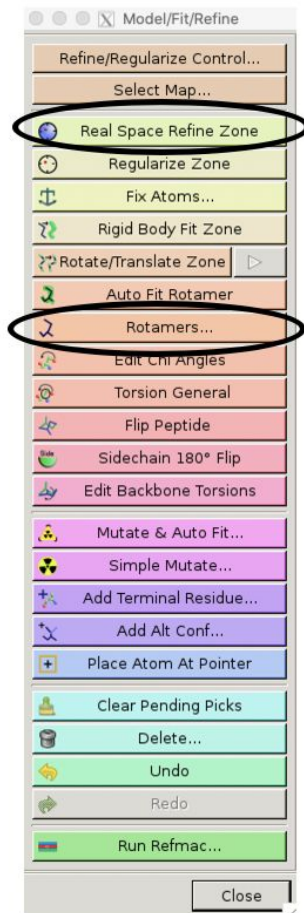 Model/Fit/Refine
Refine/Regularize Control...
Select Map...
Real Space Refine Zone
Regularize Zone
Fix Atoms...
Rigid Body Fit Zone
Rotate/Translate Zone
Auto Fit Rotamer
Rotamers...
Edit Chi Angles
Torsion General
Flip Peptide
Side
Sidechain 180° Flip
Edit Backbone Torsions
Mutate & Auto Fit...
Simple Mutate...
Add Terminal Residue...
Add Alt Conf...
Place Atom At Pointer
Clear Pending Picks
Delete...
Undo
Redo
Run Refmac...
Close